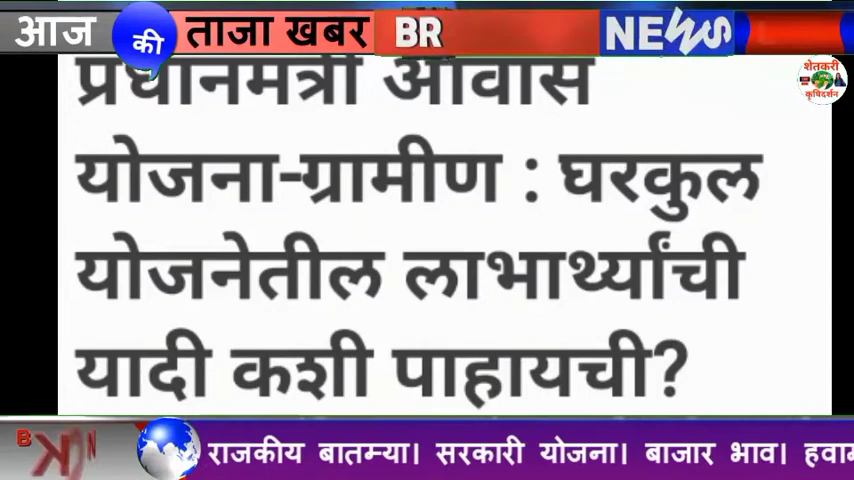 आज की ताजा खबर BR NEWS
शेतकरी
कृषिदर्शन
प्रधानमंत्री आवास
योजना-ग्रामीण : घरकुल
योजनेतील लाभार्थ्यांची
यादी कशी पाहायची?
राजकीय बातम्या। सरकारी योजना। बाजार भाव। हवाम